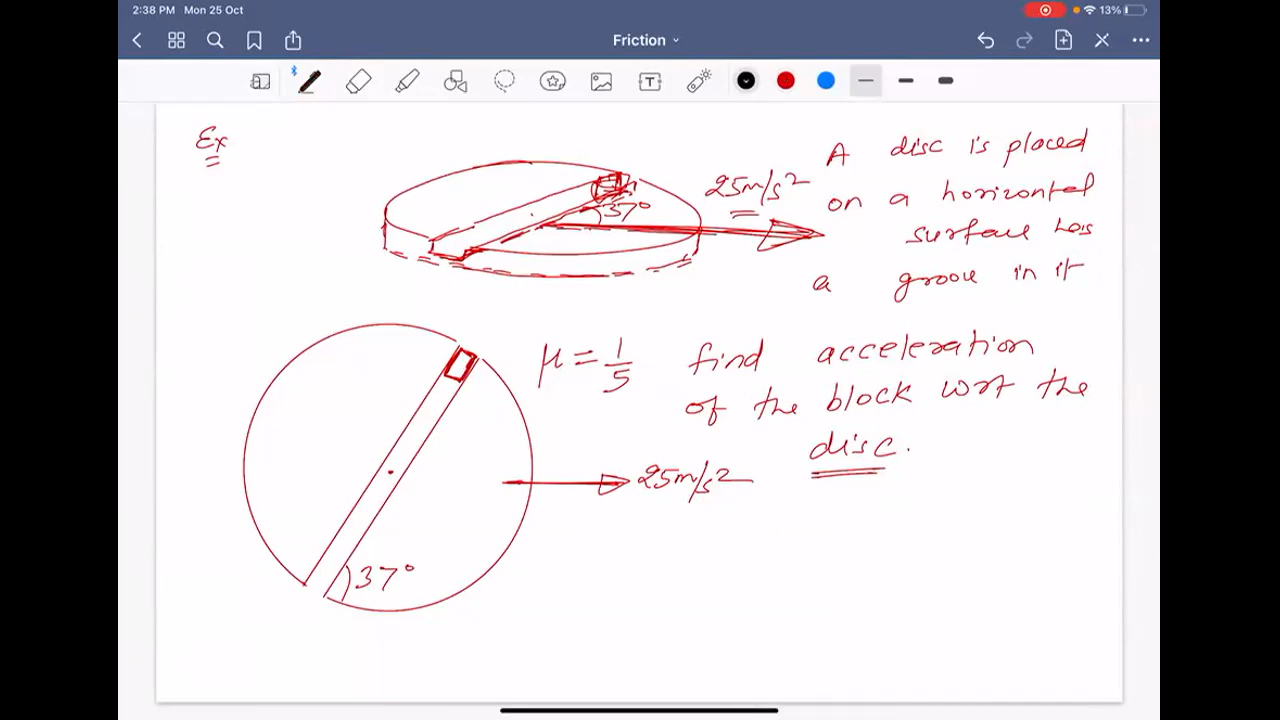 2:38 PM Mon 25 Oct
13%
Friction
T
Ex
A disc is placed
25m/s²
on a horizontal
37°
surface has
a groove in it
μ = 1/5 find acceleration
of the block wrt the
disc.
25m/s²
37°